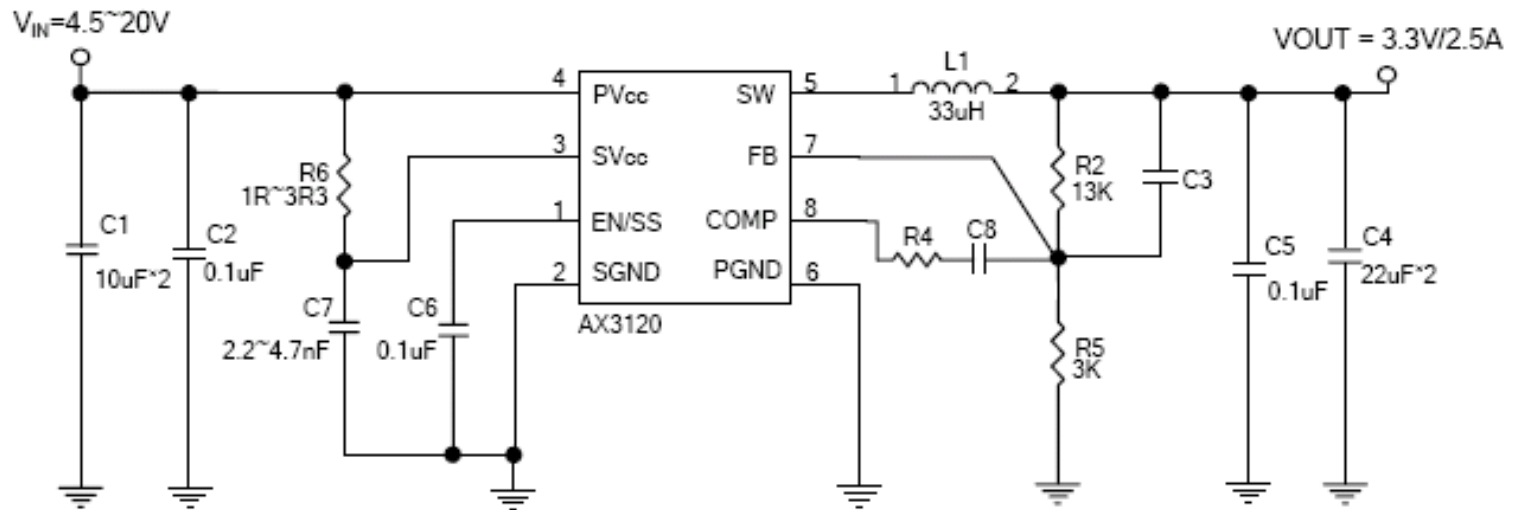 V_IN=4.5~20V
VOUT = 3.3V/2.5A
4
PVcc
SW
5
1
L1
2
33uH
3
SVcc
FB
7
R6
1R~3R3
R2
13K
C3
1
EN/SS
COMP
8
R4
C8
C1
10uF*2
C2
0.1uF
2
SGND
PGND
6
C5
0.1uF
C4
22uF*2
C7
2.2~4.7nF
C6
0.1uF
AX3120
R5
3K